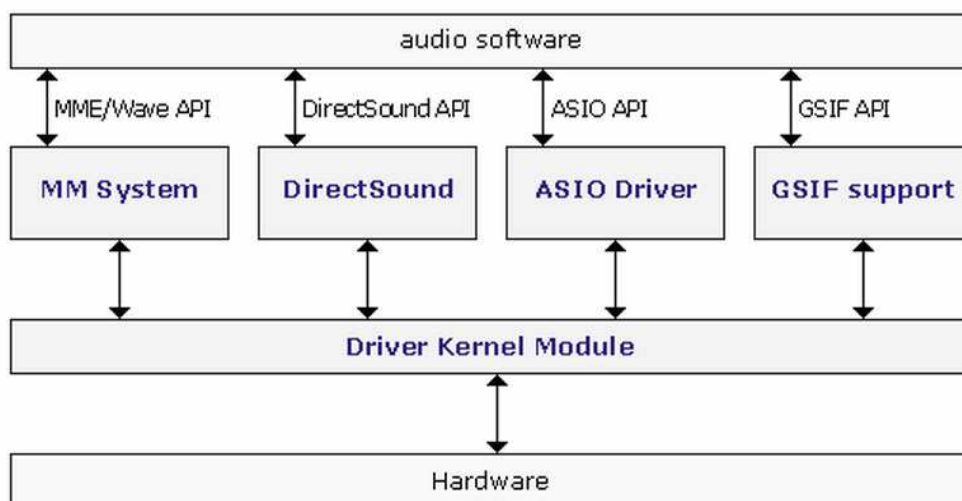 audio software
MME/Wave API
DirectSound API
ASIO API
GSIF API
MM System
DirectSound
ASIO Driver
GSIF support
Driver Kernel Module
Hardware